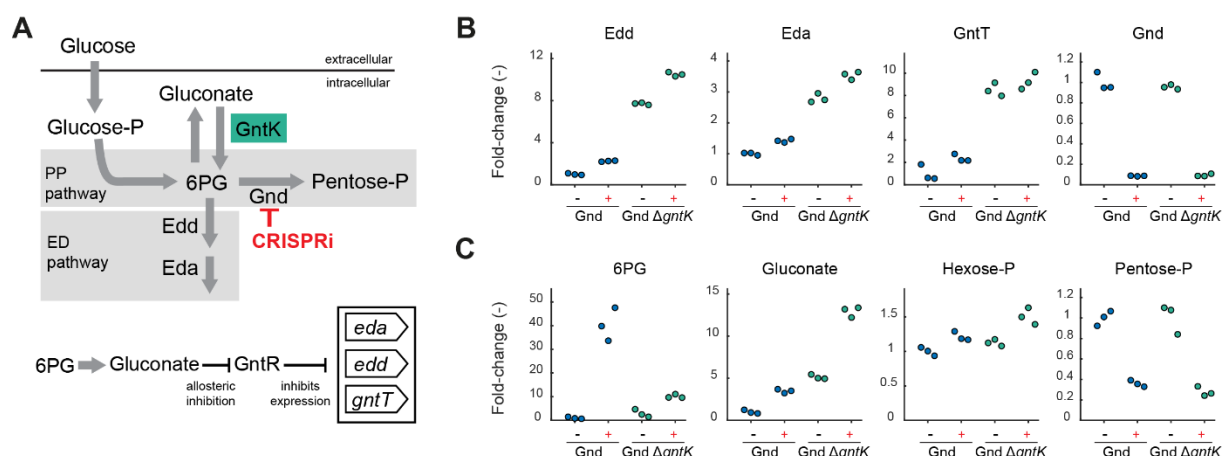 A
Glucose
extracellular
intracellular
Gluconate
GntK
Glucose-P
PP
pathway
6PG
Gnd
Pentose-P
CRISPRi
Edd
ED
pathway
Eda
6PG
Gluconate
GntR
allosteric
inhibition
inhibits
expression
eda
edd
gntT
B
Edd
Eda
GntT
Gnd
Fold-change (-)
12
8
4
0
- + - +
Gnd Gnd ΔgntK
4
3
2
1
0
- + - +
Gnd Gnd ΔgntK
10
8
6
4
2
0
- + - +
Gnd Gnd ΔgntK
1.2
1
0.8
0.6
0.4
0.2
0
- + - +
Gnd Gnd ΔgntK
C
6PG
Gluconate
Hexose-P
Pentose-P
Fold-change (-)
50
40
30
20
10
0
- + - +
Gnd Gnd ΔgntK
15
10
5
0
- + - +
Gnd Gnd ΔgntK
1.5
1
0.5
0
- + - +
Gnd Gnd ΔgntK
1.2
1
0.8
0.6
0.4
0.2
0
- + - +
Gnd Gnd ΔgntK